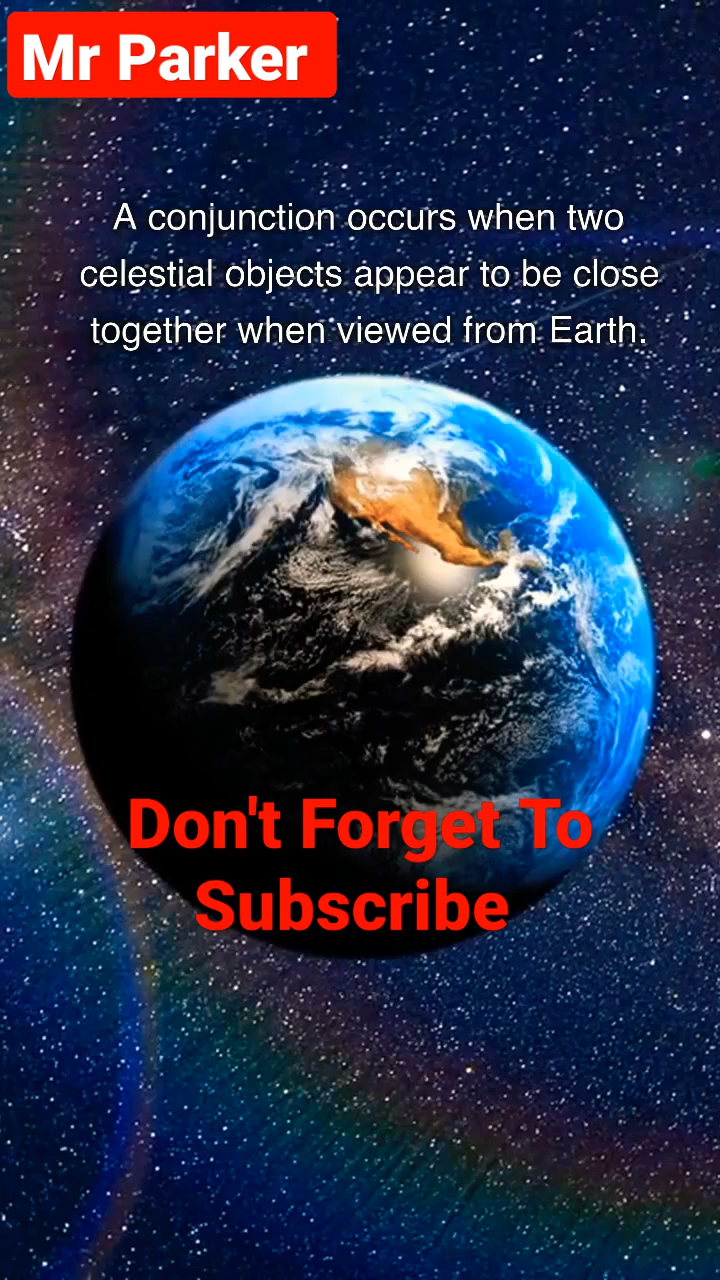 Mr Parker
A conjunction occurs when two
celestial objects appear to be close
together when viewed from Earth.
Don't Forget To
Subscribe